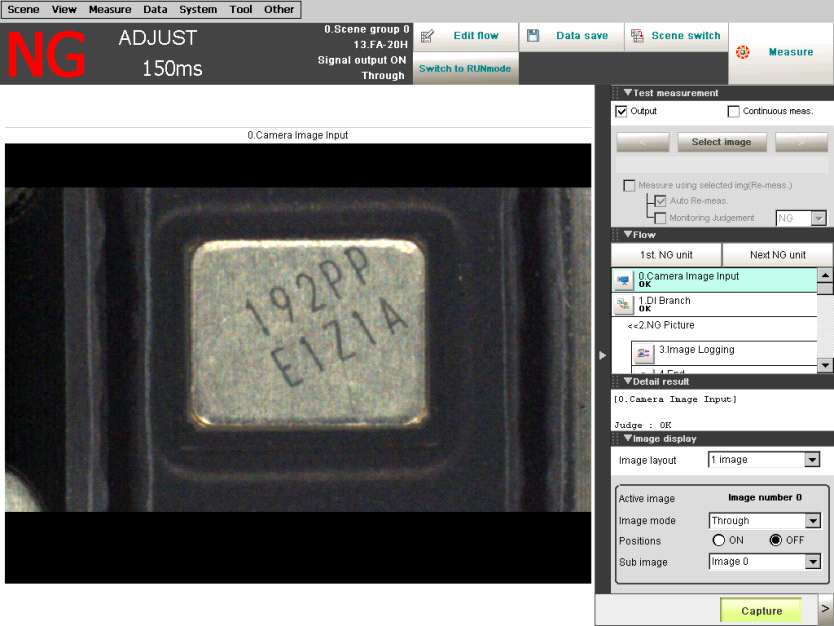 Scene View Measure Data System Tool Other
NG
ADJUST
150ms
0.Scene group 0
13.FA-20H
Signal output ON
Through
Edit flow
Data save
Scene switch
Switch to RUNmode
Measure
0.Camera Image Input
192PP
E1Z1A
▼Test measurement
Output
Continuous meas.
<
Select image
>
Measure using selected img(Re-meas.)
Auto Re-meas.
Monitoring Judgement
NG
▼Flow
1st. NG unit
Next NG unit
0.Camera Image Input
OK
1.DI Branch
OK
<<2.NG Picture
3.Image Logging
4.End
▼Detail result
[0.Camera Image Input]
Judge : OK
▼Image display
Image layout
1 image
Active image
Image number 0
Image mode
Through
Positions
ON
OFF
Sub image
Image 0
Capture
>